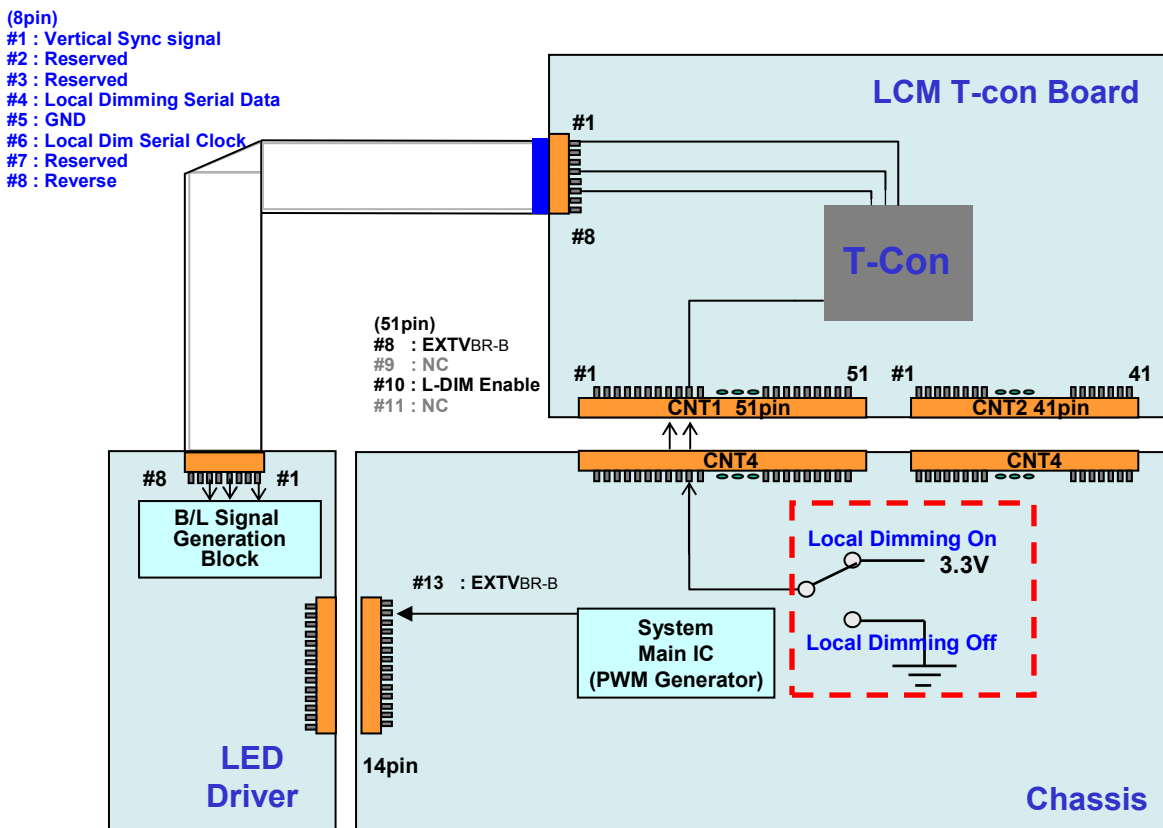 (8pin)
#1 : Vertical Sync signal
#2 : Reserved
#3 : Reserved
#4 : Local Dimming Serial Data
#5 : GND
#6 : Local Dim Serial Clock
#7 : Reserved
#8 : Reverse
LCM T-con Board
#1
#8
T-Con
(51pin)
#8 : EXTVBR-B
#9 : NC
#10 : L-DIM Enable
#11 : NC
#1
51
#1
41
CNT1 51pin
CNT2 41pin
CNT4
CNT4
#8
#1
B/L Signal
Generation
Block
Local Dimming On
3.3V
#13 : EXTVBR-B
System
Main IC
(PWM Generator)
Local Dimming Off
LED
Driver
14pin
Chassis